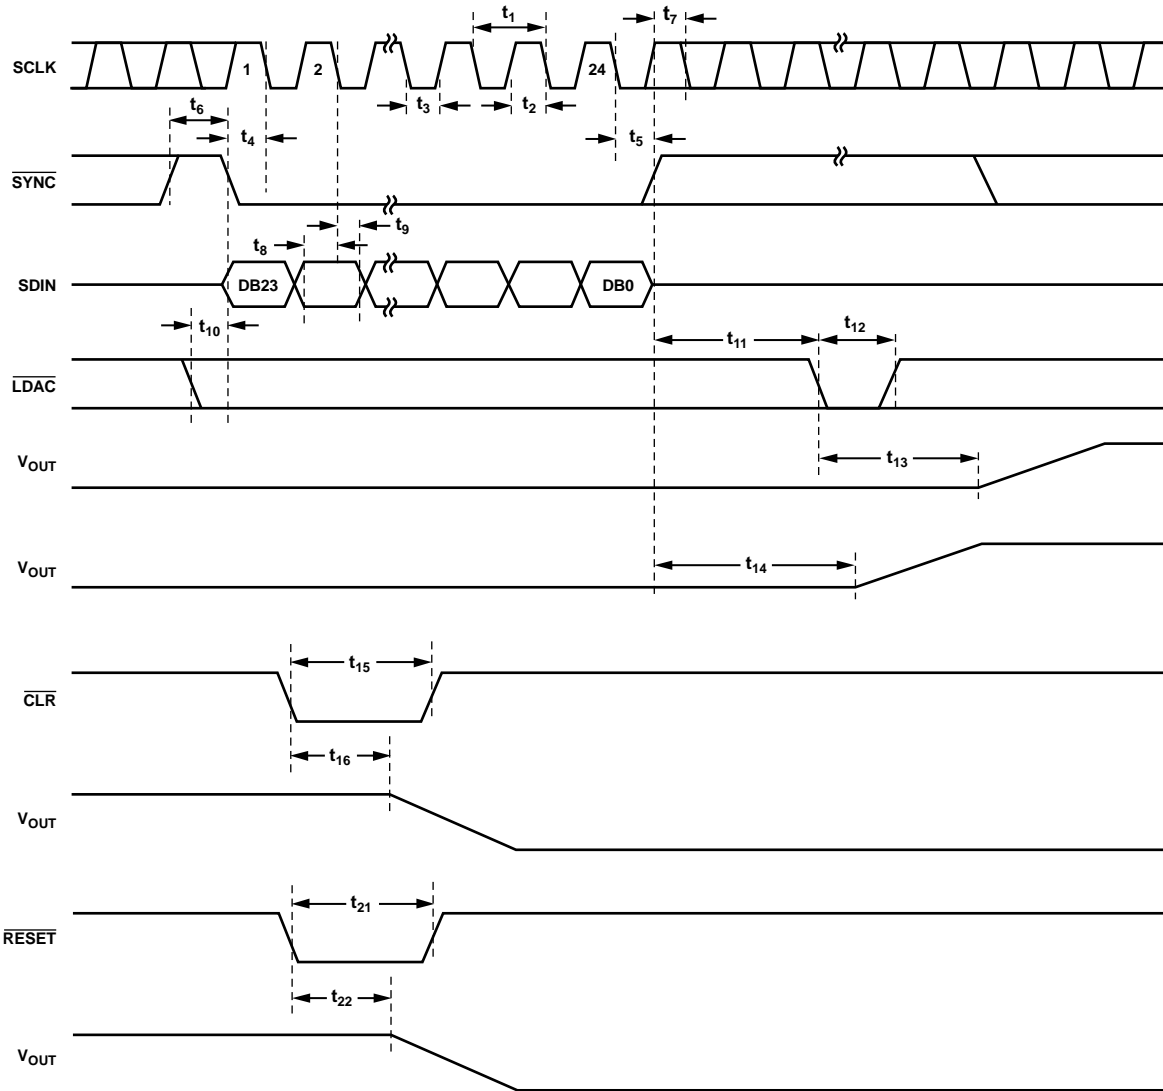 t1
t7
SCLK
1
2
24
t3
t2
t6
t4
t5
SYNC
t9
t8
SDIN
DB23
DB0
t10
t11
t12
LDAC
t13
VOUT
t14
VOUT
t15
CLR
t16
VOUT
t21
RESET
t22
VOUT